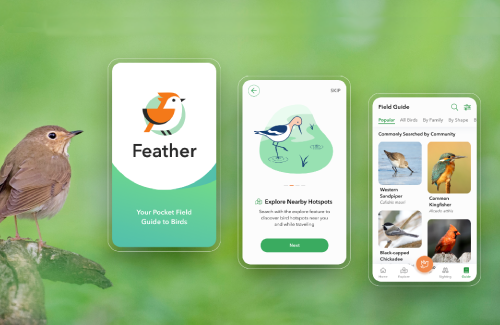 Feather
Your Pocket Field
Guide to Birds
SKIP
Explore Nearby Hotspots
Search with the explore feature to
discover bird hotspots near you
and while traveling
Next
Field Guide
Popular All Birds By Family By Shape
Commonly Searched by Community
Western
Sandpiper
Calidris mauri
Common
Kingfisher
Alcedo atthis
Black-capped
Chickadee
Home Explore Identify Guide